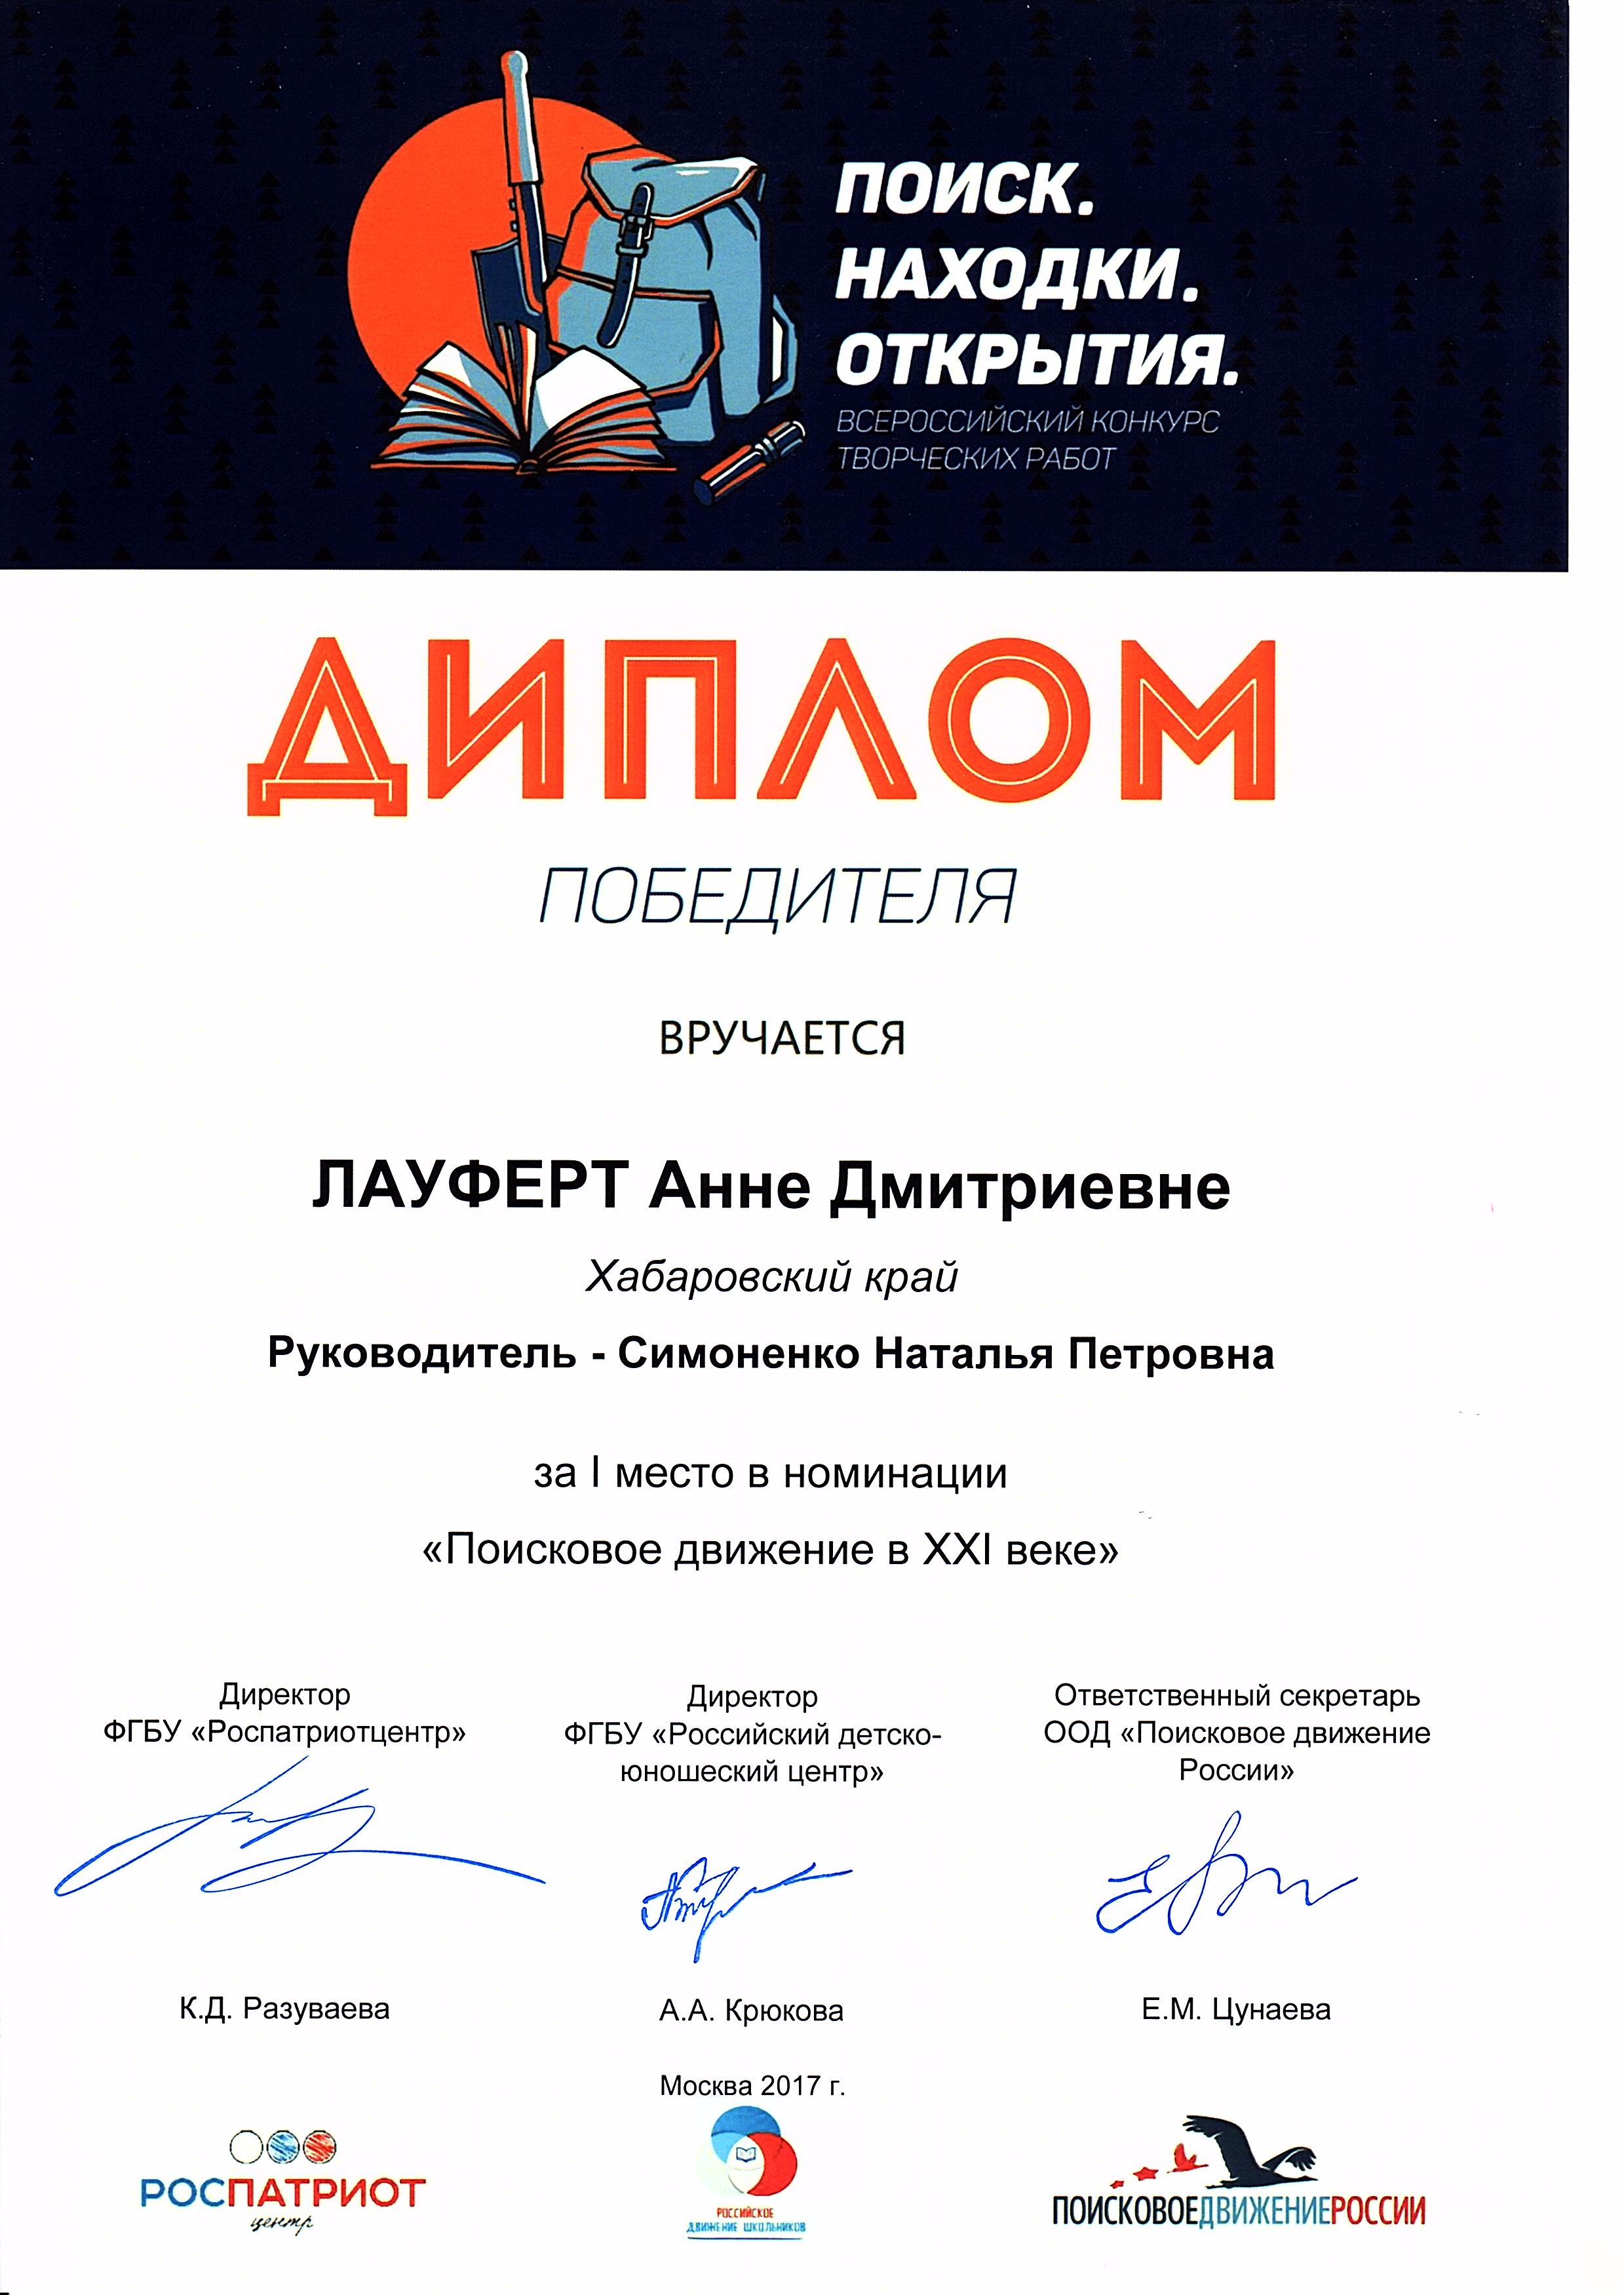 ПОИСК.
НАХОДКИ.
ОТКРЫТИЯ.
ВСЕРОССИЙСКИЙ КОНКУРС
ТВОРЧЕСКИХ РАБОТ
ДИПЛОМ
ПОБЕДИТЕЛЯ
ВРУЧАЕТСЯ
ЛАУФЕРТ Анне Дмитриевне
Хабаровский край
Руководитель - Симоненко Наталья Петровна
за I место в номинации
«Поисковое движение в XXI веке»
Директор
ФГБУ «Роспатриотцентр»
Директор
ФГБУ «Российский детско-
юношеский центр»
Ответственный секретарь
ООД «Поисковое движение
России»
К.Д. Разуваева
А.А. Крюкова
Е.М. Цунаева
Москва 2017 г.
РОСПАТРИОТ
центр
РОССИЙСКОЕ
ДВИЖЕНИЕ ШКОЛЬНИКОВ
ПОИСКОВОЕДВИЖЕНИЕРОССИИ